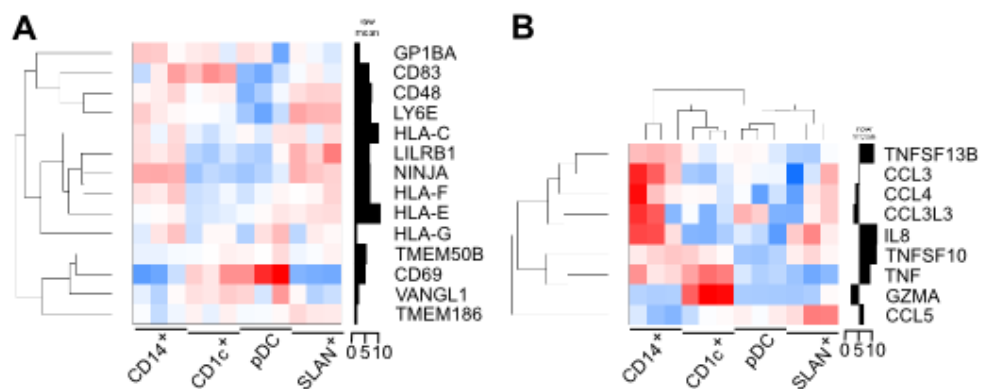 A
row
mean
GP1BA
CD83
CD48
LY6E
HLA-C
LILRB1
NINJA
HLA-F
HLA-E
HLA-G
TMEM50B
CD69
VANGL1
TMEM186
CD14+
CD1c+
pDC
SLAN+
0 5 10
B
row
mean
TNFSF13B
CCL3
CCL4
CCL3L3
IL8
TNFSF10
TNF
GZMA
CCL5
CD14+
CD1c+
pDC
SLAN+
0 5 10